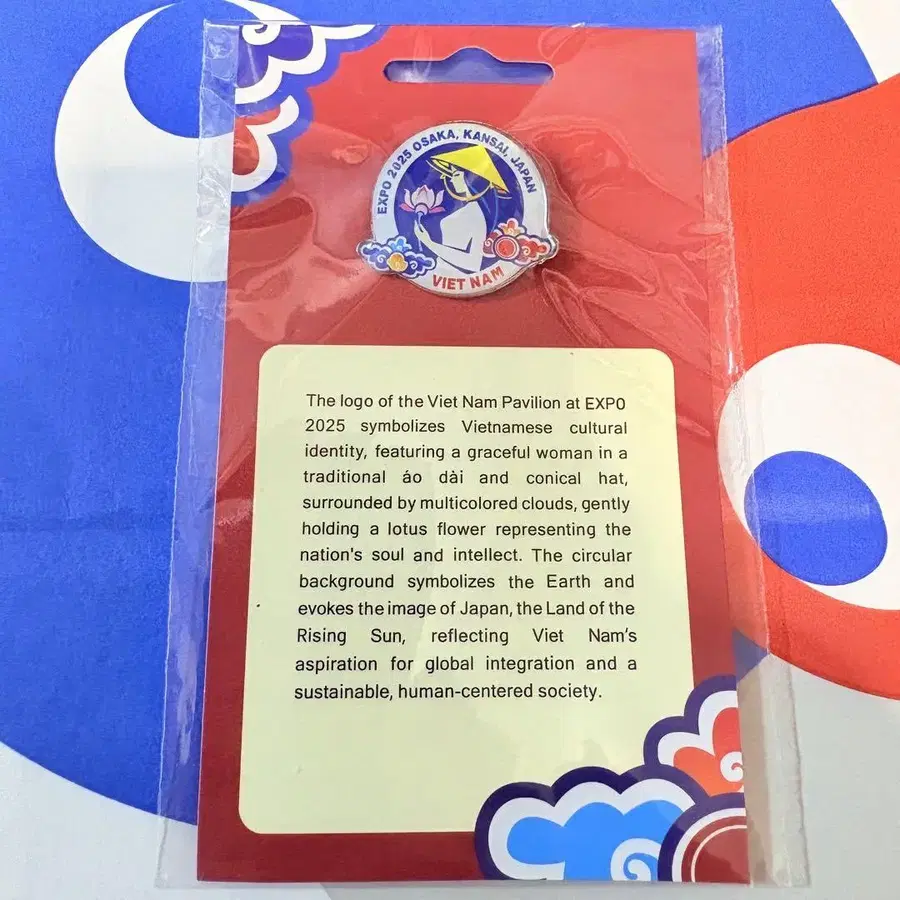 EXPO 2025 OSAKA, KANSAI, JAPAN
VIET NAM
The logo of the Viet Nam Pavilion at EXPO
2025 symbolizes Vietnamese cultural
identity, featuring a graceful woman in a
traditional áo dài and conical hat,
surrounded by multicolored clouds, gently
holding a lotus flower representing the
nation's soul and intellect. The circular
background symbolizes the Earth and
evokes the image of Japan, the Land of the
Rising Sun, reflecting Viet Nam's
aspiration for global integration and a
sustainable, human-centered society.